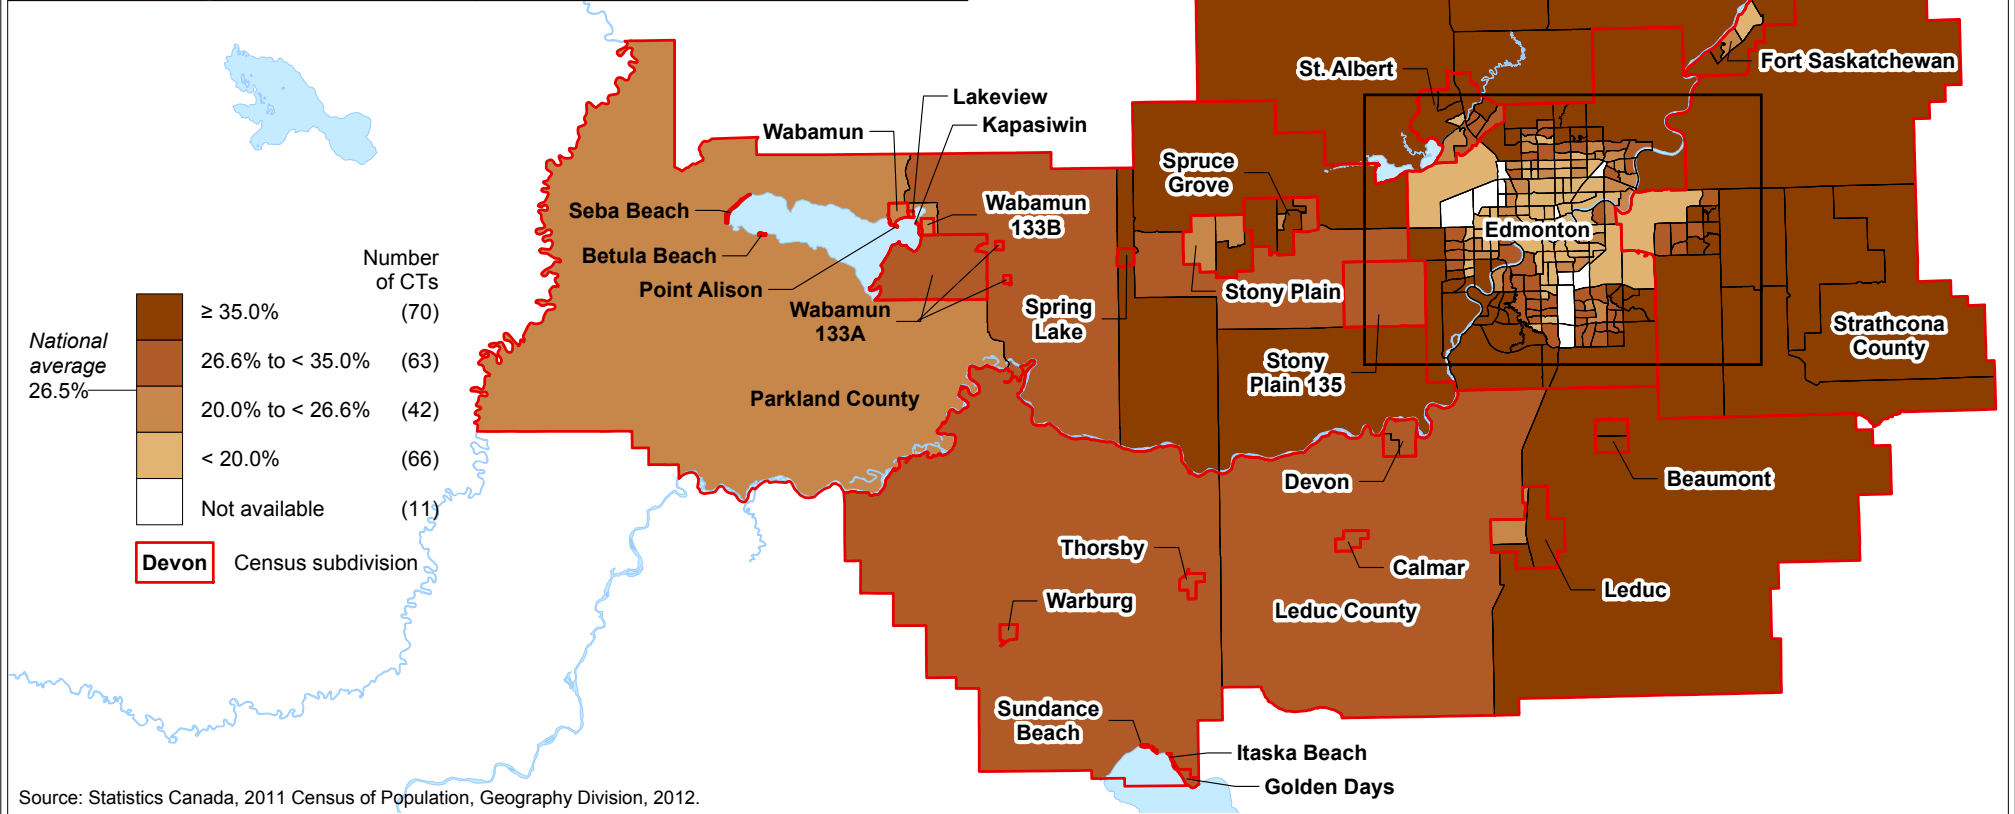 Lakeview
Kapasiwin
Wabamun
St. Albert
Fort Saskatchewan
Spruce
Grove
Seba Beach
Wabamun
133B
Edmonton
Betula Beach
Point Alison
Stony Plain
Wabamun
133A
Spring
Lake
Strathcona
County
Stony
Plain 135
Parkland County
Devon
Beaumont
Thorsby
Calmar
Warburg
Leduc County
Leduc
Sundance
Beach
Itaska Beach
Golden Days
Number
of CTs
≥ 35.0% (70)
National
average
26.5%
26.6% to < 35.0% (63)
20.0% to < 26.6% (42)
< 20.0% (66)
Not available (11)
Devon Census subdivision
Source: Statistics Canada, 2011 Census of Population, Geography Division, 2012.